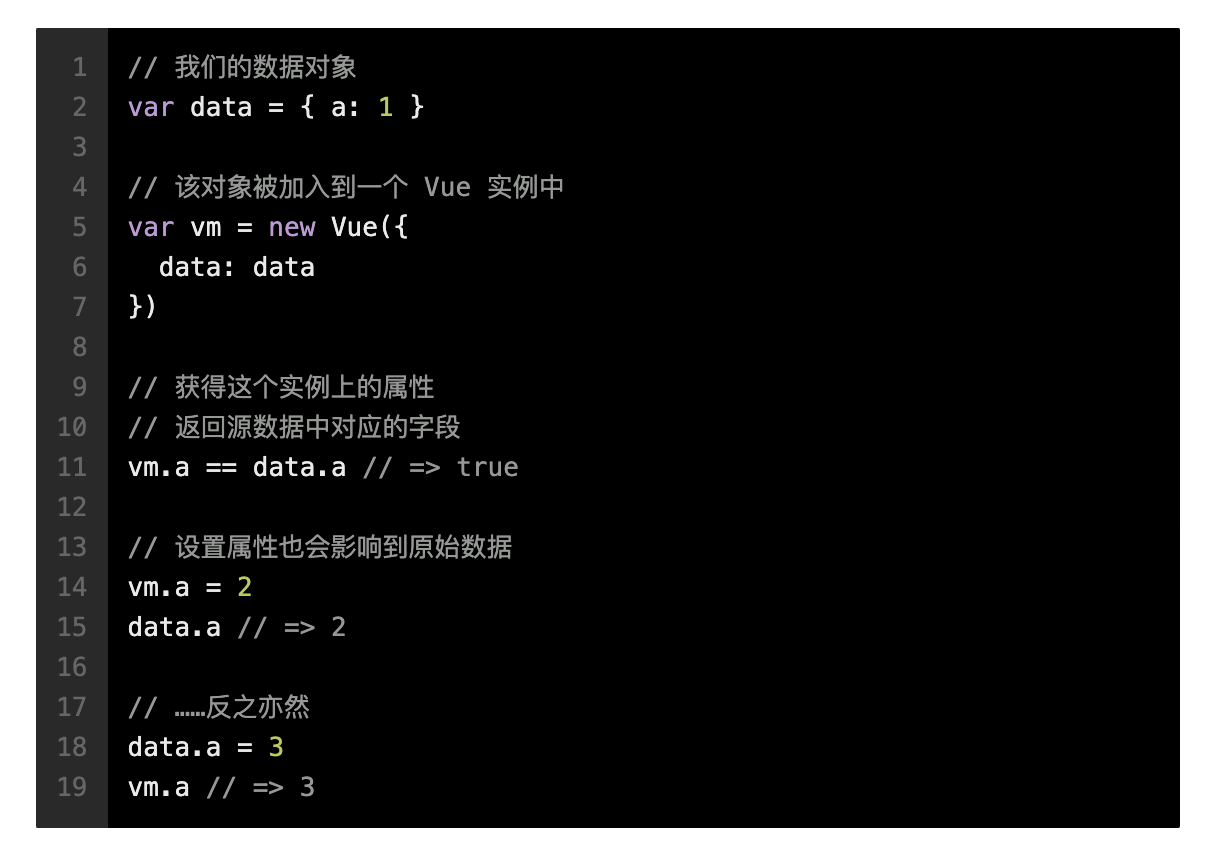 1 // 我们的数据对象
2 var data = { a: 1 }
3
4 // 该对象被加入到一个 Vue 实例中
5 var vm = new Vue({
6   data: data
7 })
8
9 // 获得这个实例上的属性
10 // 返回源数据中对应的字段
11 vm.a == data.a // => true
12
13 // 设置属性也会影响到原始数据
14 vm.a = 2
15 data.a // => 2
16
17 // ……反之亦然
18 data.a = 3
19 vm.a // => 3